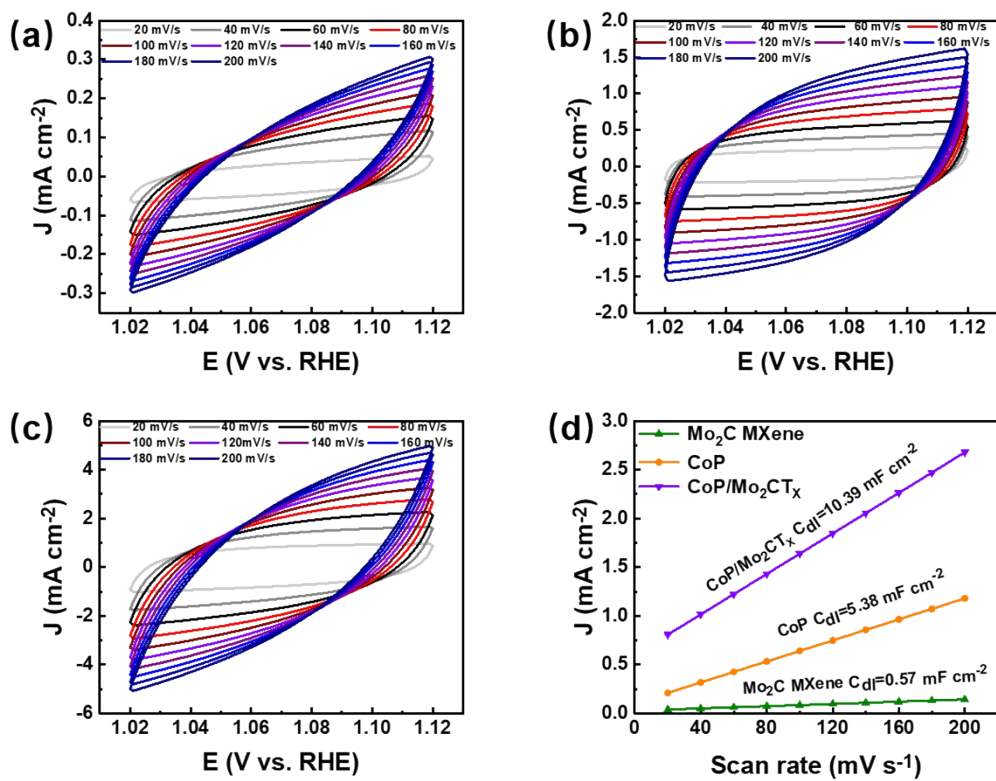 (a)
20 mV/s 40 mV/s 60 mV/s 80 mV/s
100 mV/s 120 mV/s 140 mV/s 160 mV/s
180 mV/s 200 mV/s
J (mA cm-2)
0.4
0.3
0.2
0.1
0.0
-0.1
-0.2
-0.3
1.02 1.04 1.06 1.08 1.10 1.12
E (V vs. RHE)
(b)
20 mV/s 40 mV/s 60 mV/s 80 mV/s
100 mV/s 120 mV/s 140 mV/s 160 mV/s
180 mV/s 200 mV/s
J (mA cm-2)
2.0
1.5
1.0
0.5
0.0
-0.5
-1.0
-1.5
-2.0
1.02 1.04 1.06 1.08 1.10 1.12
E (V vs. RHE)
(c)
20 mV/s 40 mV/s 60 mV/s 80 mV/s
100 mV/s 120mV/s 140 mV/s 160 mV/s
180 mV/s 200 mV/s
J (mA cm-2)
6
4
2
0
-2
-4
-6
1.02 1.04 1.06 1.08 1.10 1.12
E (V vs. RHE)
(d)
Mo2C MXene
CoP
CoP/Mo2CTX
CoP/Mo2CTX Cdl=10.39 mF cm-2
CoP Cdl=5.38 mF cm-2
Mo2C MXene Cdl=0.57 mF cm-2
J (mA cm-2)
3.0
2.5
2.0
1.5
1.0
0.5
0.0
0 40 80 120 160 200
Scan rate (mV s-1)